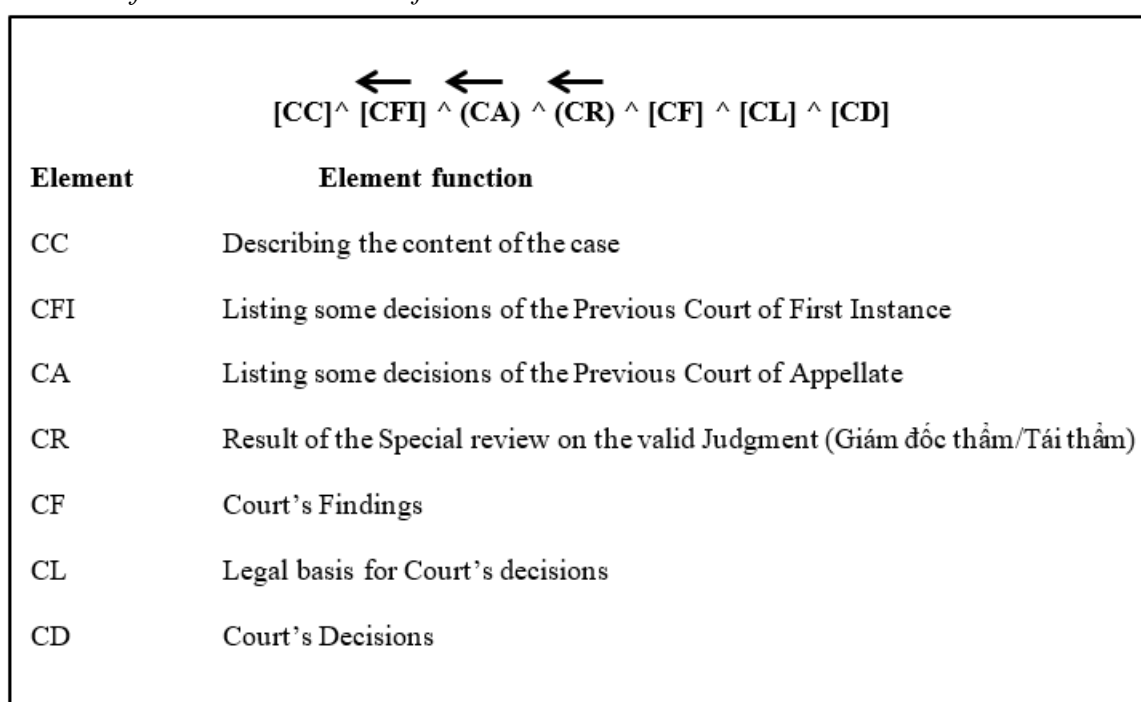 [CC]^ [CFI] ^ (CA) ^ (CR) ^ [CF] ^ [CL] ^ [CD]
Element Element function
CC Describing the content of the case
CFI Listing some decisions of the Previous Court of First Instance
CA Listing some decisions of the Previous Court of Appellate
CR Result of the Special review on the valid Judgment (Giám đốc thẩm/Tái thẩm)
CF Court’s Findings
CL Legal basis for Court’s decisions
CD Court’s Decisions